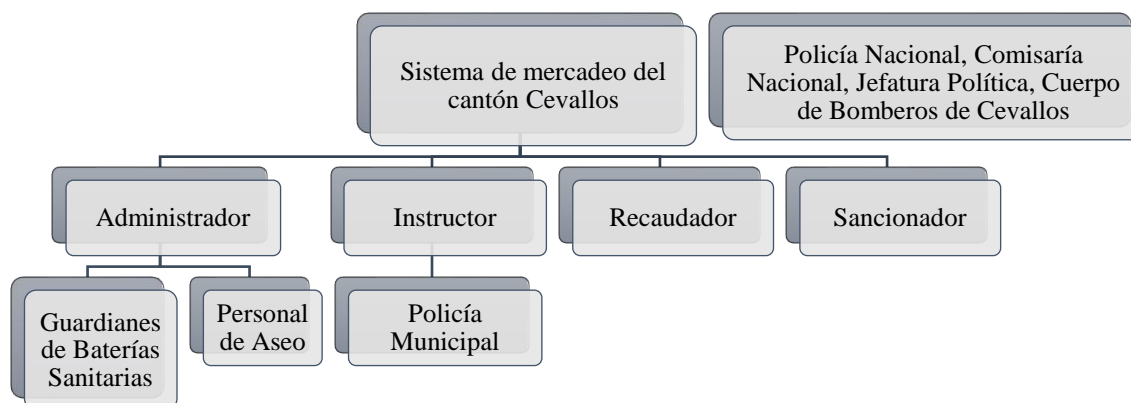 Sistema de mercadeo del
cantón Cevallos
Policía Nacional, Comisaría
Nacional, Jefatura Política, Cuerpo
de Bomberos de Cevallos
Administrador
Instructor
Recaudador
Sancionador
Guardianes
de Baterías
Sanitarias
Personal
de Aseo
Policía
Municipal